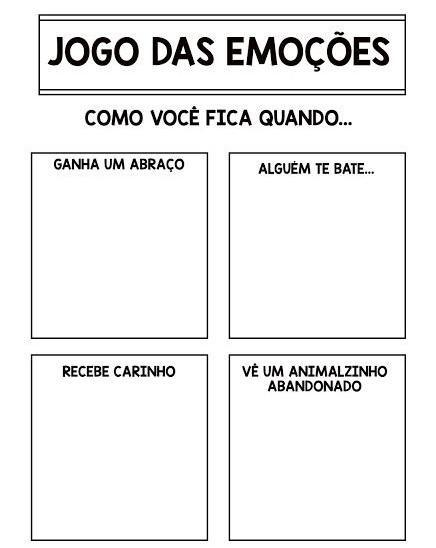 JOGO DAS EMOÇÕES
COMO VOCÊ FICA QUANDO...
GANHA UM ABRAÇO
ALGUÉM TE BATE...
RECEBE CARINHO
VÊ UM ANIMALZINHO
ABANDONADO